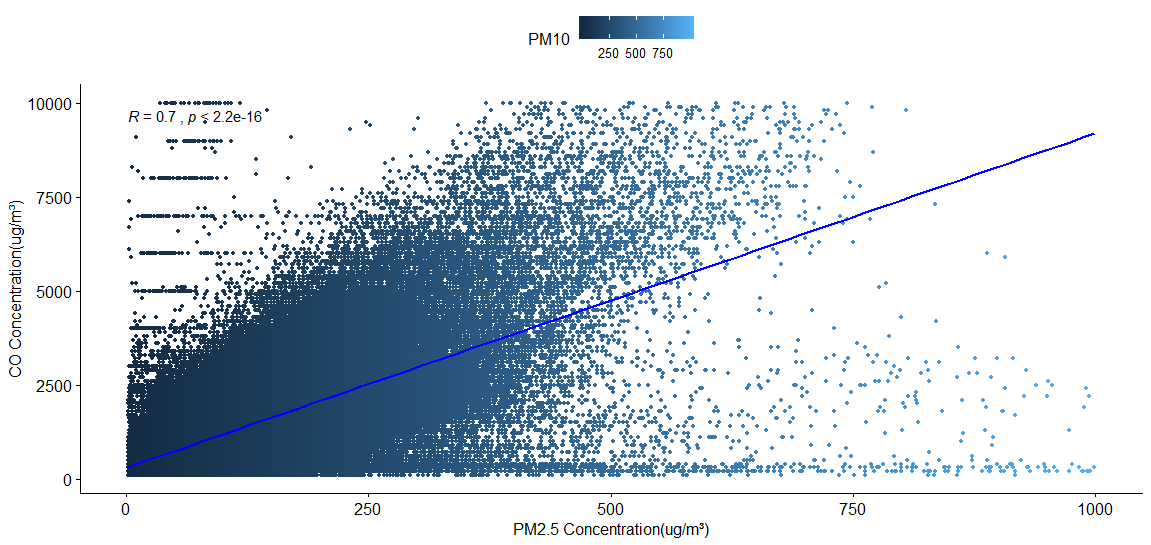 PM10
250 500 750
10000
R = 0.7 , p < 2.2e-16
7500
CO Concentration(ug/m³)
5000
2500
0
0 250 500 750 1000
PM2.5 Concentration(ug/m³)